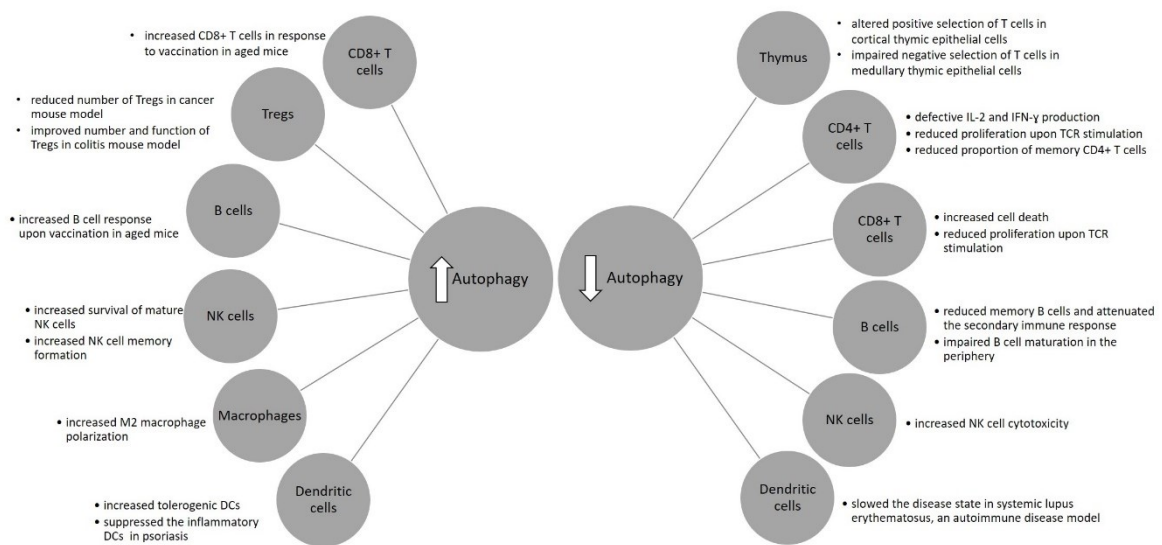 • increased CD8+ T cells in response
to vaccination in aged mice
CD8+ T
cells
• reduced number of Tregs in cancer
mouse model
• improved number and function of
Tregs in colitis mouse model
Tregs
• increased B cell response
upon vaccination in aged mice
B cells
• increased survival of mature
NK cells
• increased NK cell memory
formation
NK cells
• increased M2 macrophage
polarization
Macrophages
• increased tolerogenic DCs
• suppressed the inflammatory
DCs in psoriasis
Dendritic
cells
Autophagy
Autophagy
Thymus
• altered positive selection of T cells in
cortical thymic epithelial cells
• impaired negative selection of T cells in
medullary thymic epithelial cells
CD4+ T
cells
• defective IL-2 and IFN-γ production
• reduced proliferation upon TCR stimulation
• reduced proportion of memory CD4+ T cells
CD8+ T
cells
• increased cell death
• reduced proliferation upon TCR
stimulation
B cells
• reduced memory B cells and attenuated
the secondary immune response
• impaired B cell maturation in the
periphery
NK cells
• increased NK cell cytotoxicity
Dendritic
cells
• slowed the disease state in systemic lupus
erythematosus, an autoimmune disease model